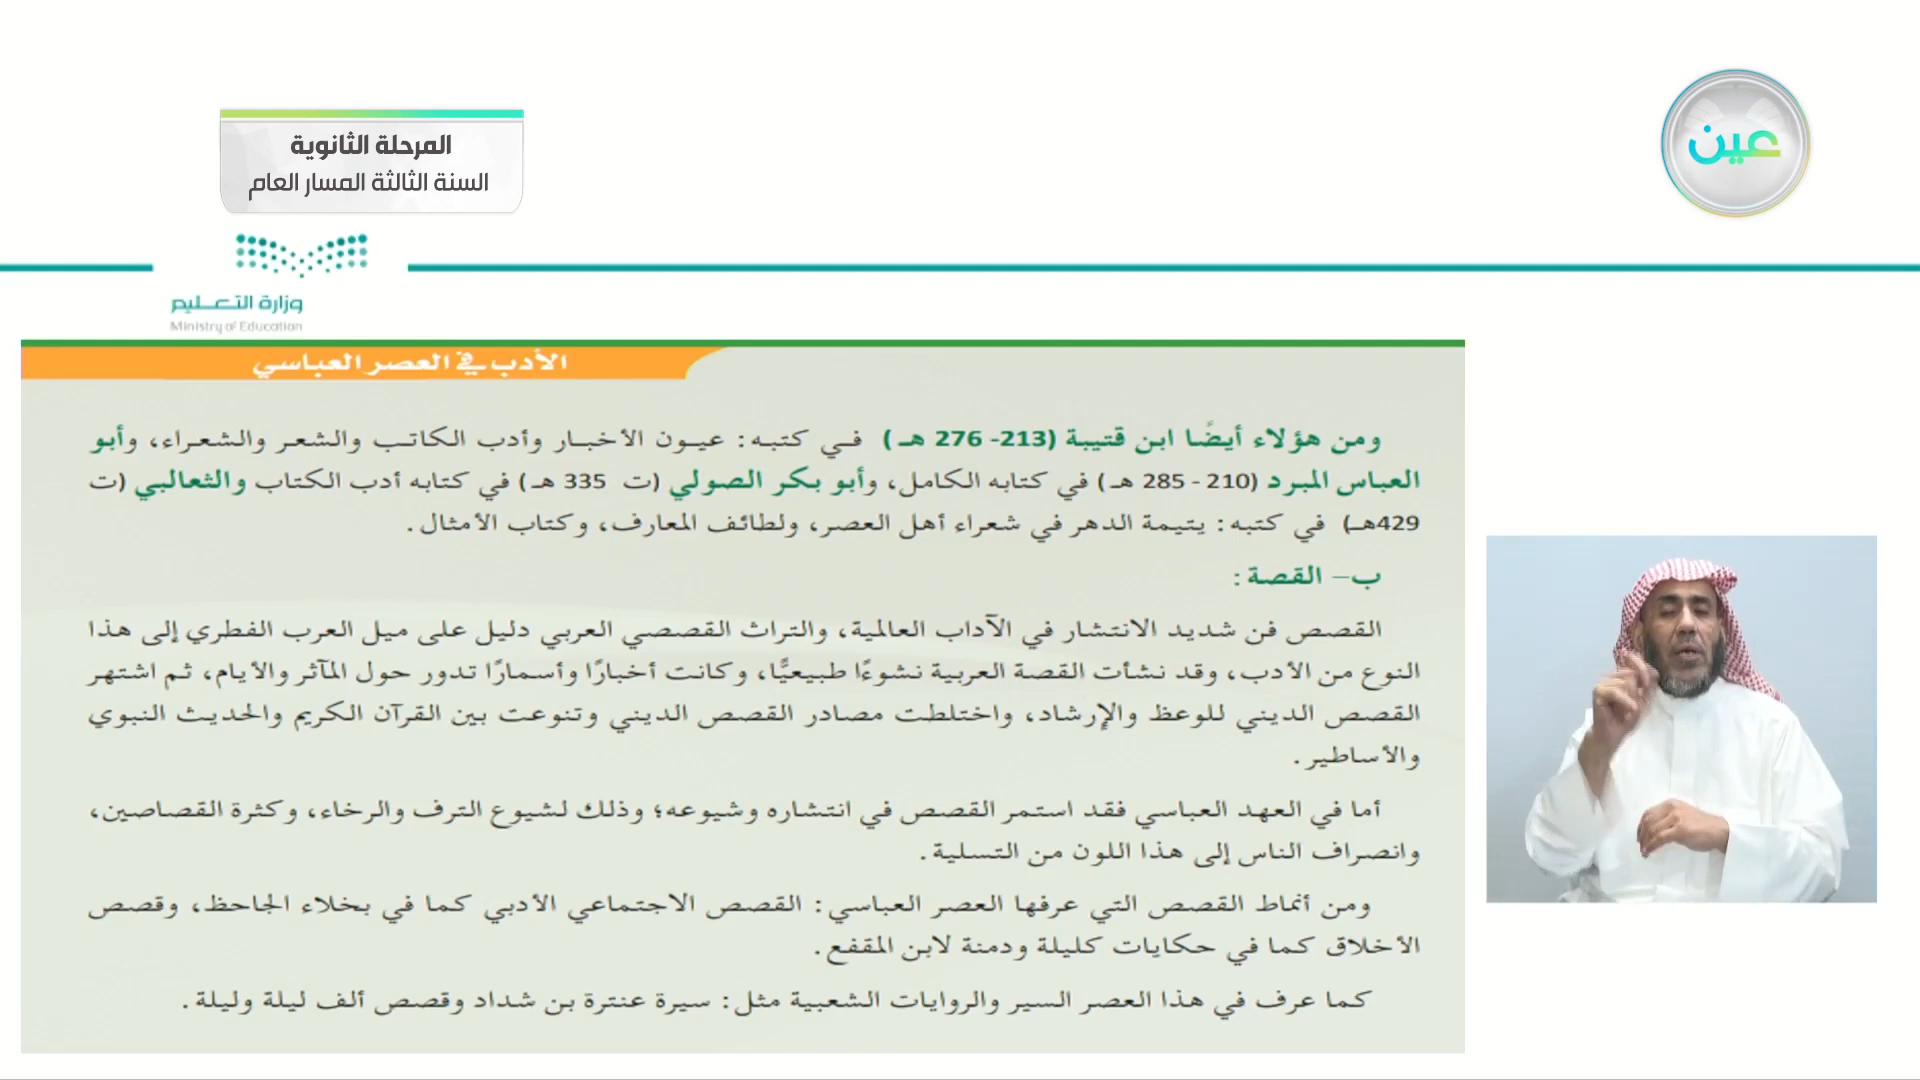 المرحلة الثانوية
السنة الثالثة المسار العام
عين
وزارة التعليم
Ministry of Education
الأدب في العصر العباسي
ومن هؤلاء أيضًا ابن قتيبة (213- 276 هـ ) في كتبه : عيون الأخبار وأدب الكاتب والشعر والشعراء، وأبو
العباس المبرد (210 - 285 هـ ) في كتابه الكامل، وأبو بكر الصولي (ت 335 هـ ) في كتابه أدب الكتاب والثعالبي (ت
429هـ) في كتبه : يتيمة الدهر في شعراء أهل العصر، ولطائف المعارف، وكتاب الأمثال .
ب– القصة :
القصص فن شديد الانتشار في الآداب العالمية، والتراث القصصي العربي دليل على ميل العرب الفطري إلى هذا
النوع من الأدب، وقد نشأت القصة العربية نشوءًا طبيعيًّا، وكانت أخبارًا وأسمارًا تدور حول المآثر والأيام، ثم اشتهر
القصص الديني للوعظ والإرشاد، واختلطت مصادر القصص الديني وتنوعت بين القرآن الكريم والحديث النبوي
والأساطير .
أما في العهد العباسي فقد استمر القصص في انتشاره وشيوعه؛ وذلك لشيوع الترف والرخاء، وكثرة القصاصين،
وانصراف الناس إلى هذا اللون من التسلية .
ومن أنماط القصص التي عرفها العصر العباسي : القصص الاجتماعي الأدبي كما في بخلاء الجاحظ، وقصص
الأخلاق كما في حكايات كليلة ودمنة لابن المقفع .
كما عرف في هذا العصر السير والروايات الشعبية مثل : سيرة عنترة بن شداد وقصص ألف ليلة وليلة .